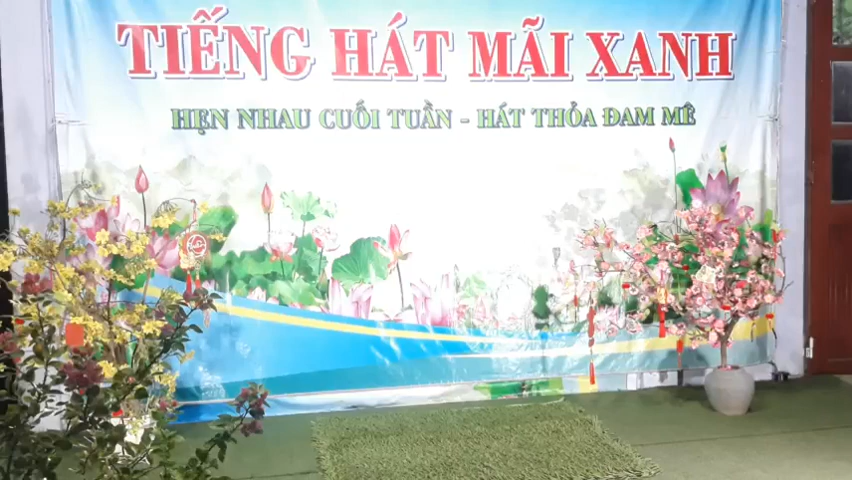 TIẾNG HÁT MÃI XANH
HẸN NHAU CUỐI TUẦN - HÁT THỎA ĐAM MÊ